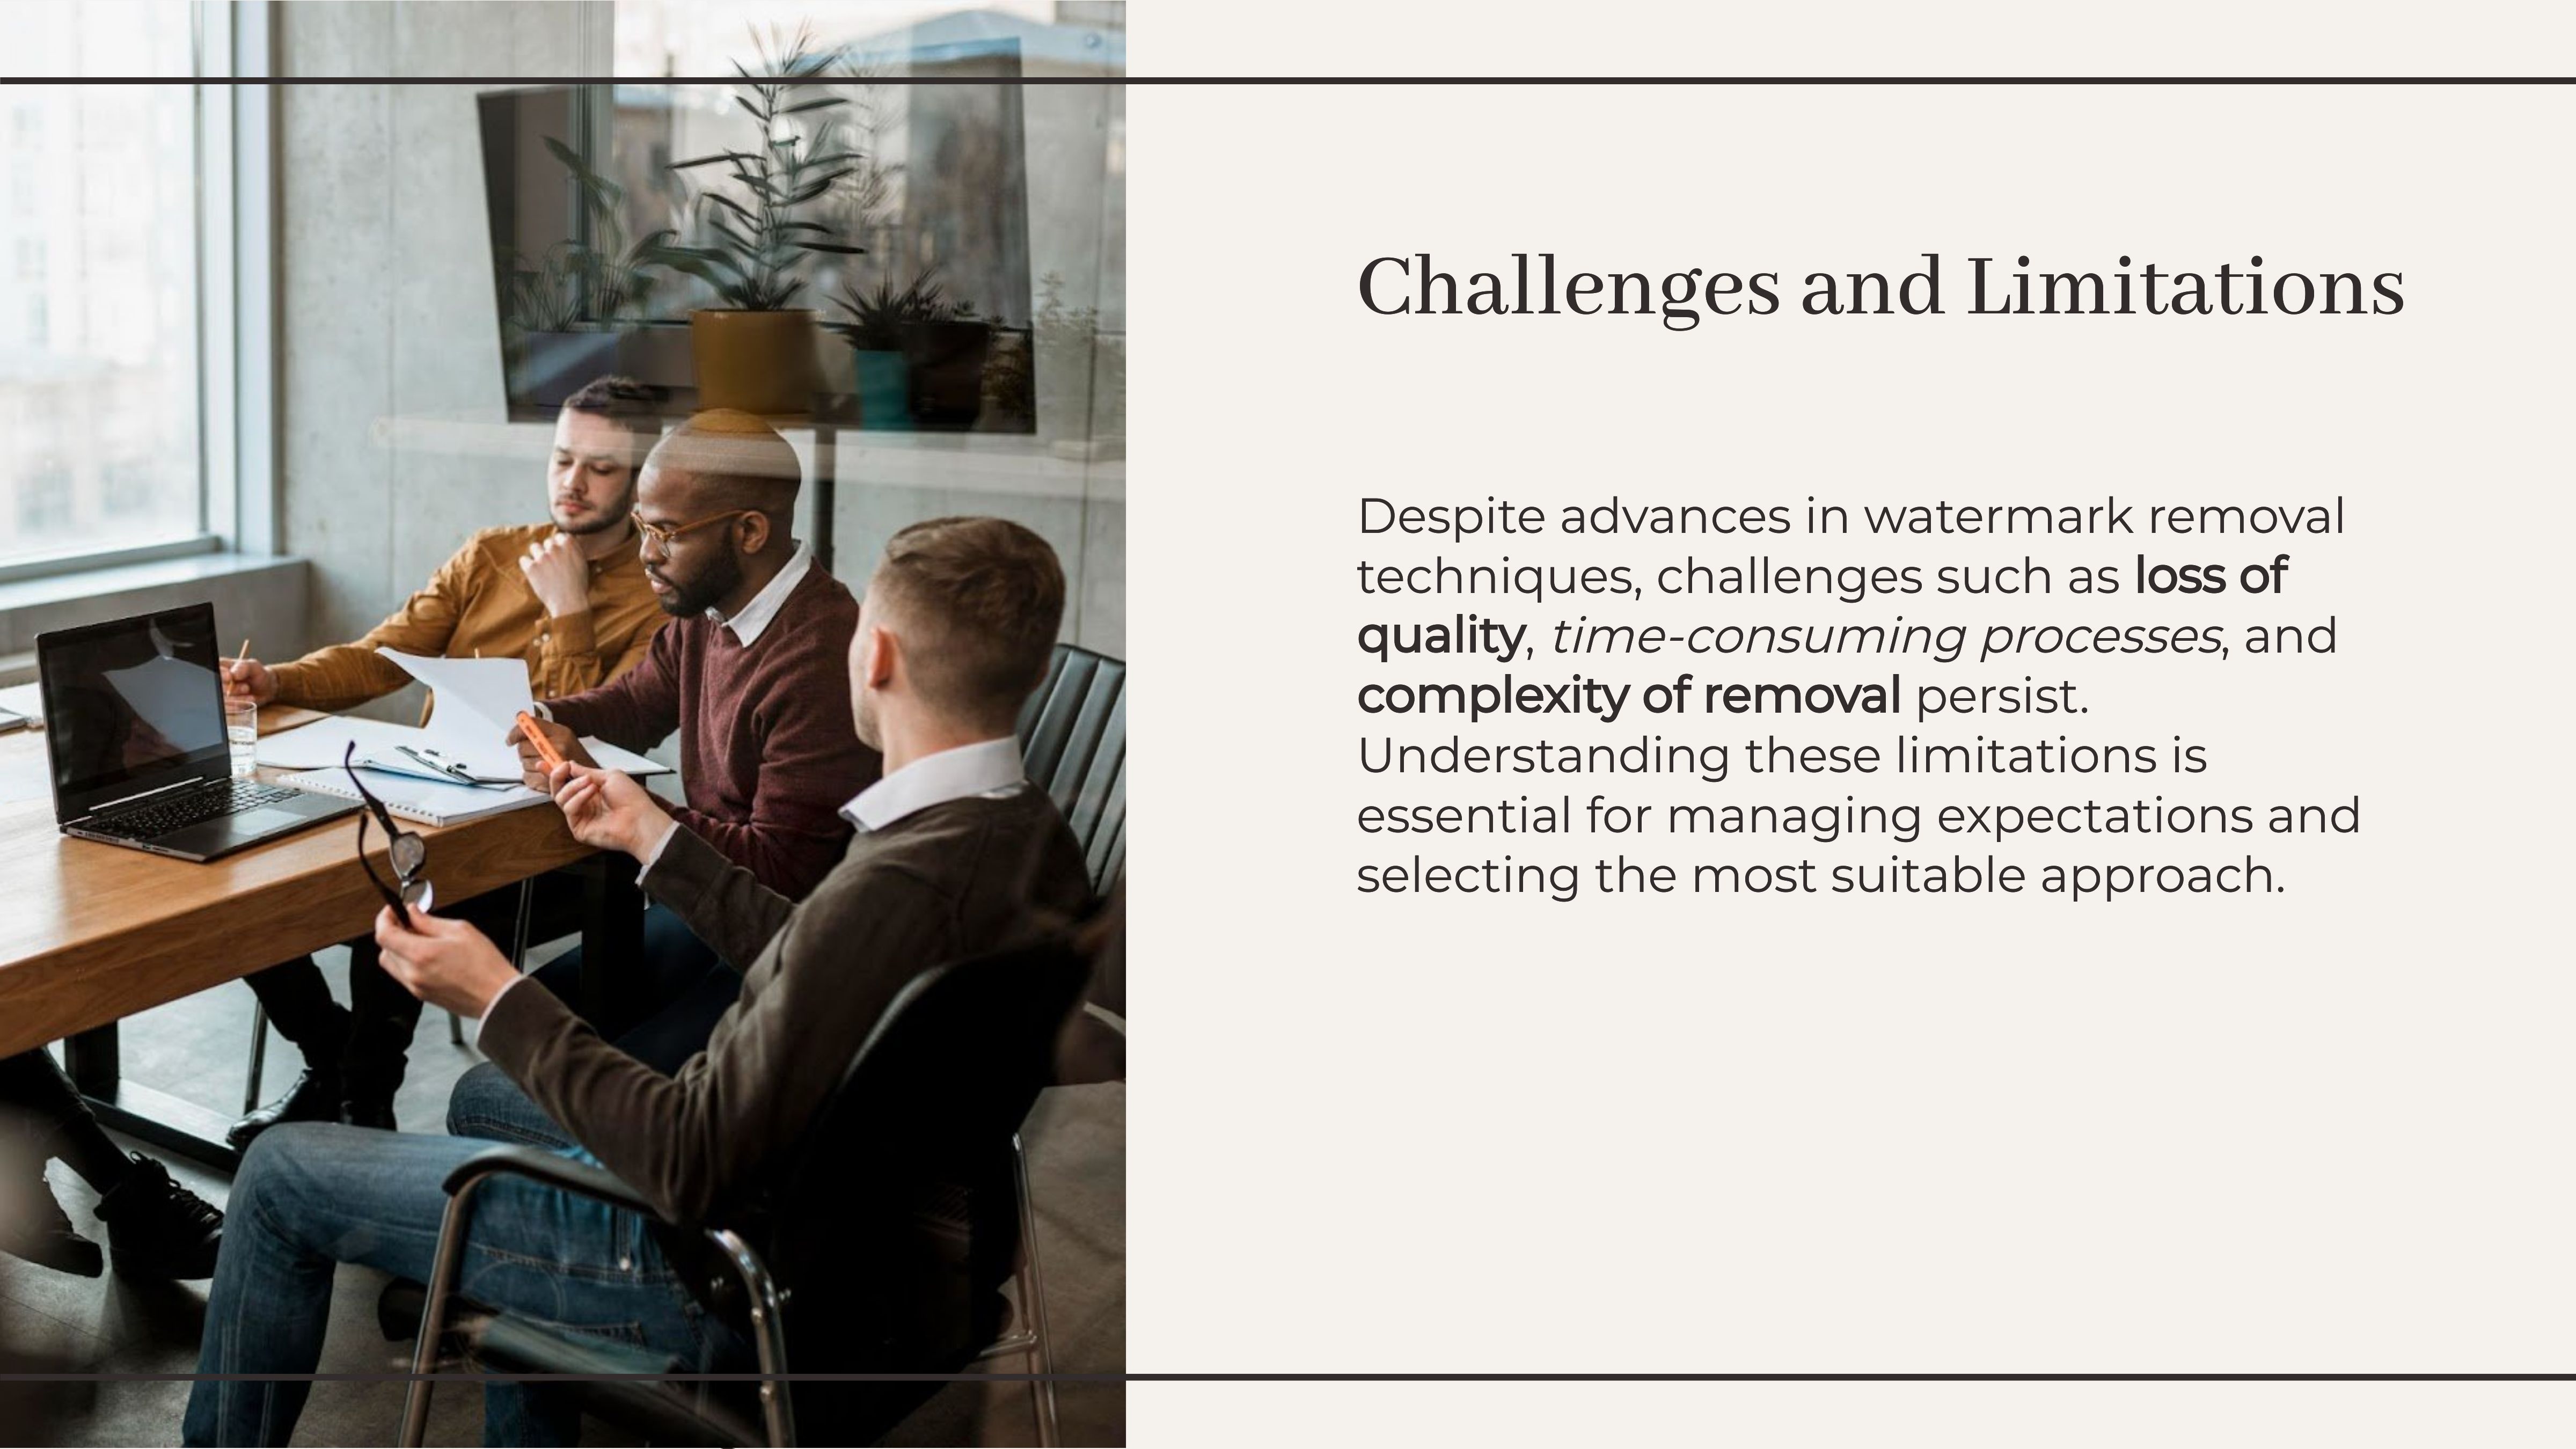 Challenges and Limitations
Despite advances in watermark removal
techniques, challenges such as loss of
quality, time-consuming processes, and
complexity of removal persist.
Understanding these limitations is
essential for managing expectations and
selecting the most suitable approach.